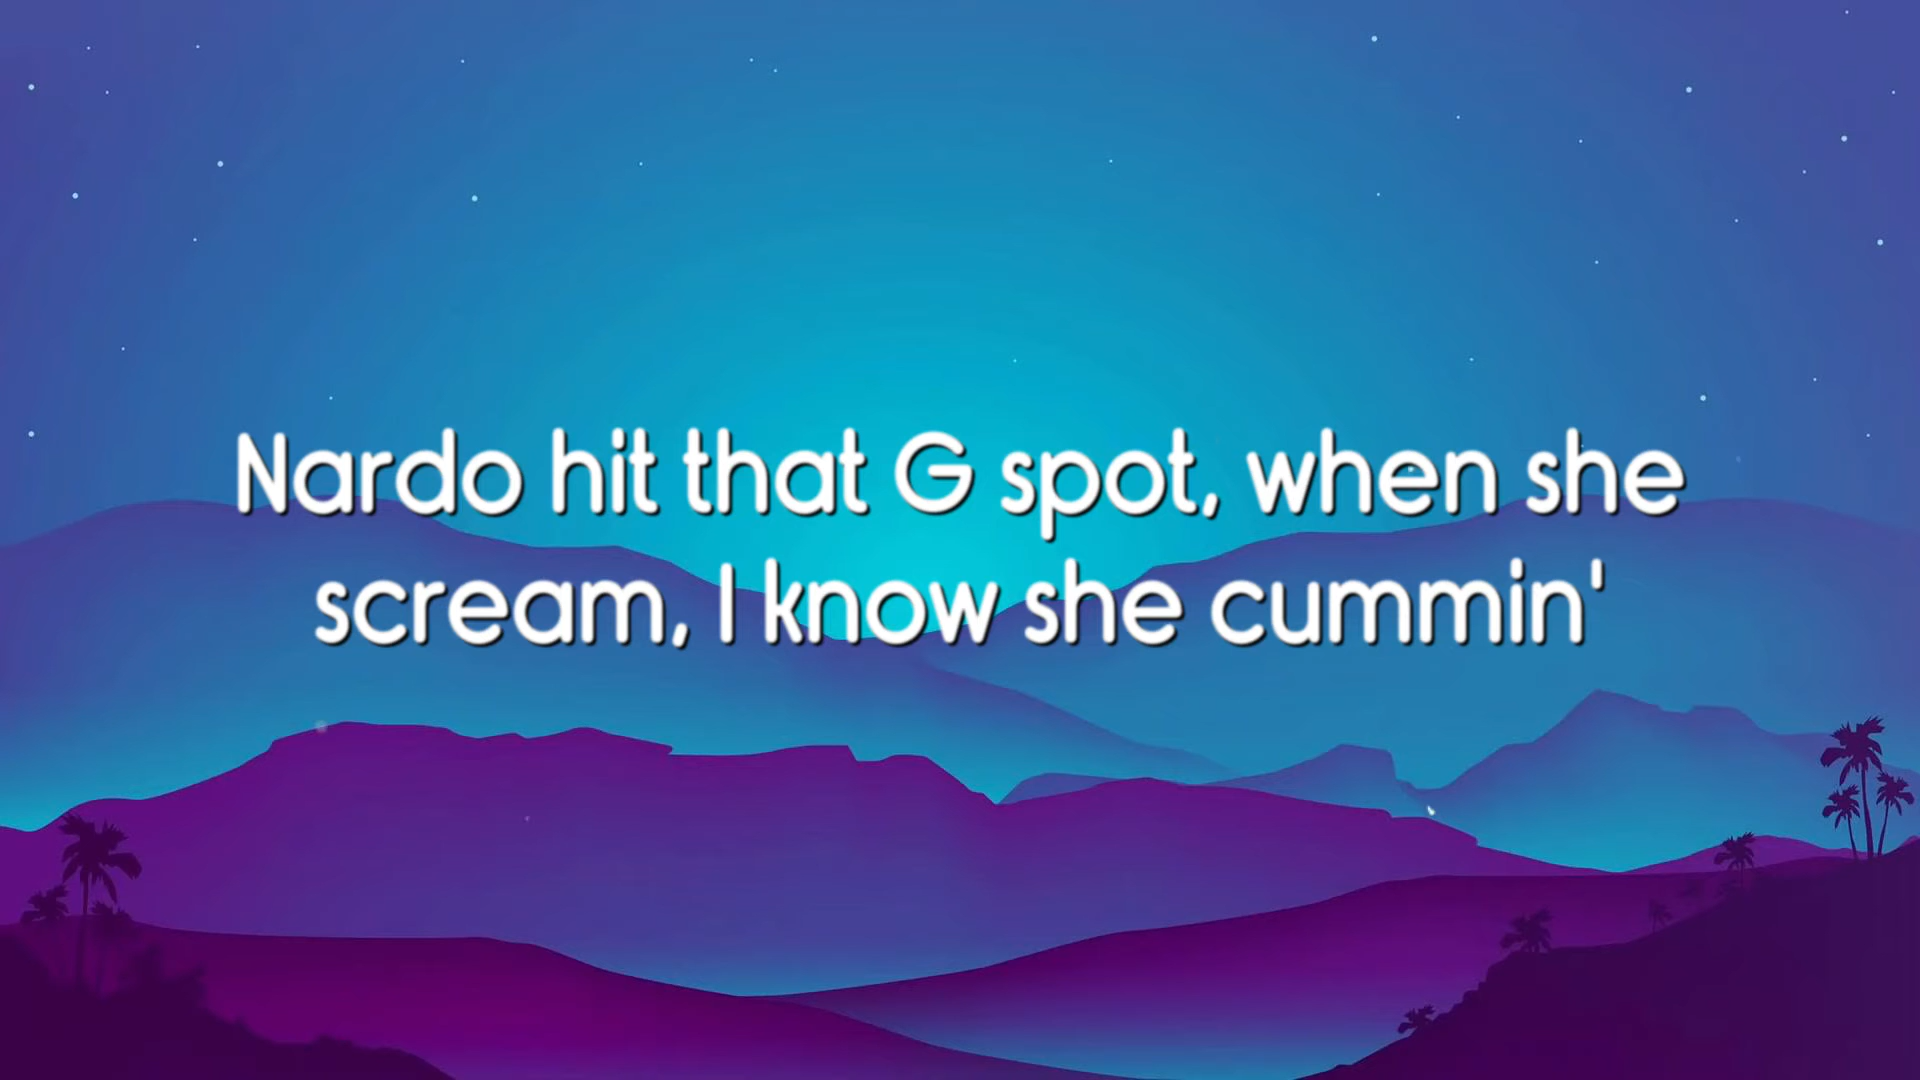 Nardo hit that G spot, when she
scream, I know she cummin'